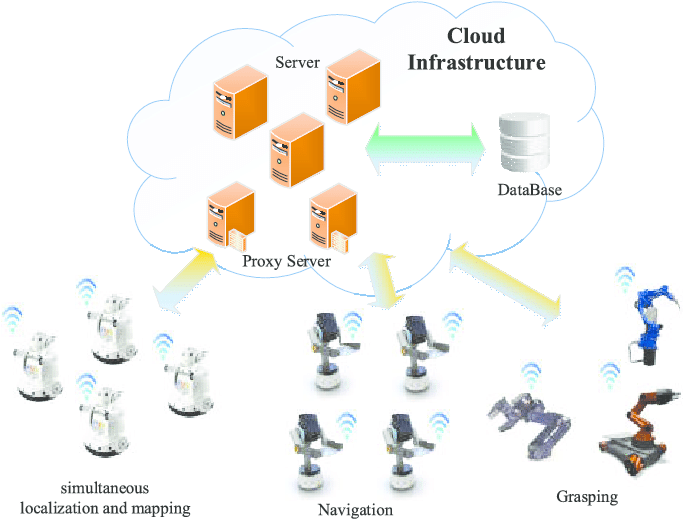 Cloud
Infrastructure
Server
DataBase
Proxy Server
simultaneous
localization and mapping
Navigation
Grasping